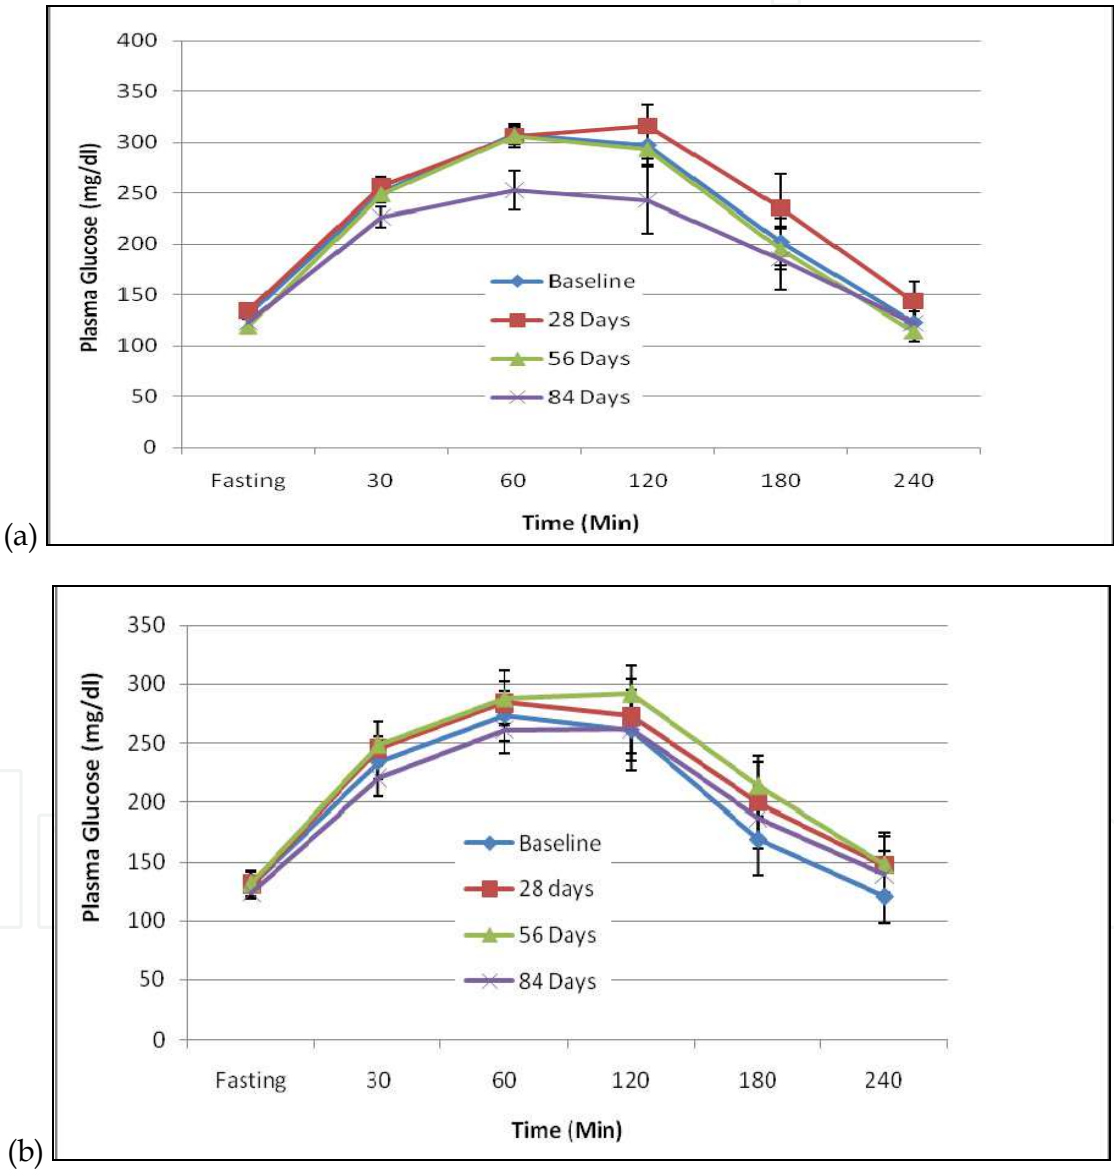 400
350
300
250
200
150
100
50
0
Plasma Glucose (mg/dl)
Baseline
28 Days
56 Days
84 Days
Fasting 30 60 120 180 240
Time (Min)
(a)
350
300
250
200
150
100
50
0
Plasma Glucose (mg/dl)
Baseline
28 days
56 Days
84 Days
Fasting 30 60 120 180 240
Time (Min)
(b)